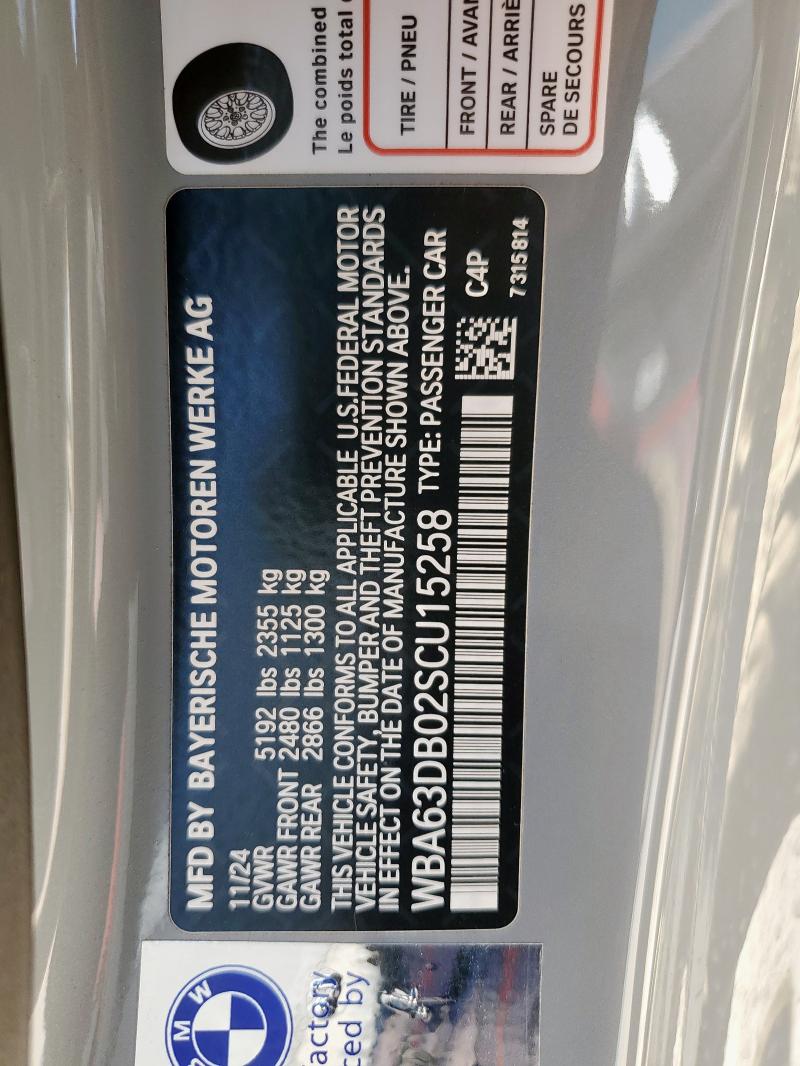 The combined
Le poids total
TIRE / PNEU
FRONT /
REAR /
SPARE
DE SECOURS
MFD BY BAYERISCHE MOTOREN WERKE AG
11/24
GVWR 5192 lbs 2355 kg
GAWR FRONT 2480 lbs 1125 kg
GAWR REAR 2866 lbs 1300 kg
THIS VEHICLE CONFORMS TO ALL APPLICABLE U.S.FEDERAL MOTOR
VEHICLE SAFETY, BUMPER AND THEFT PREVENTION STANDARDS
IN EFFECT ON THE DATE OF MANUFACTURE SHOWN ABOVE.
WBA63DB02SCU15258 TYPE: PASSENGER CAR
C4P
7315814
BMW
actory
ced by